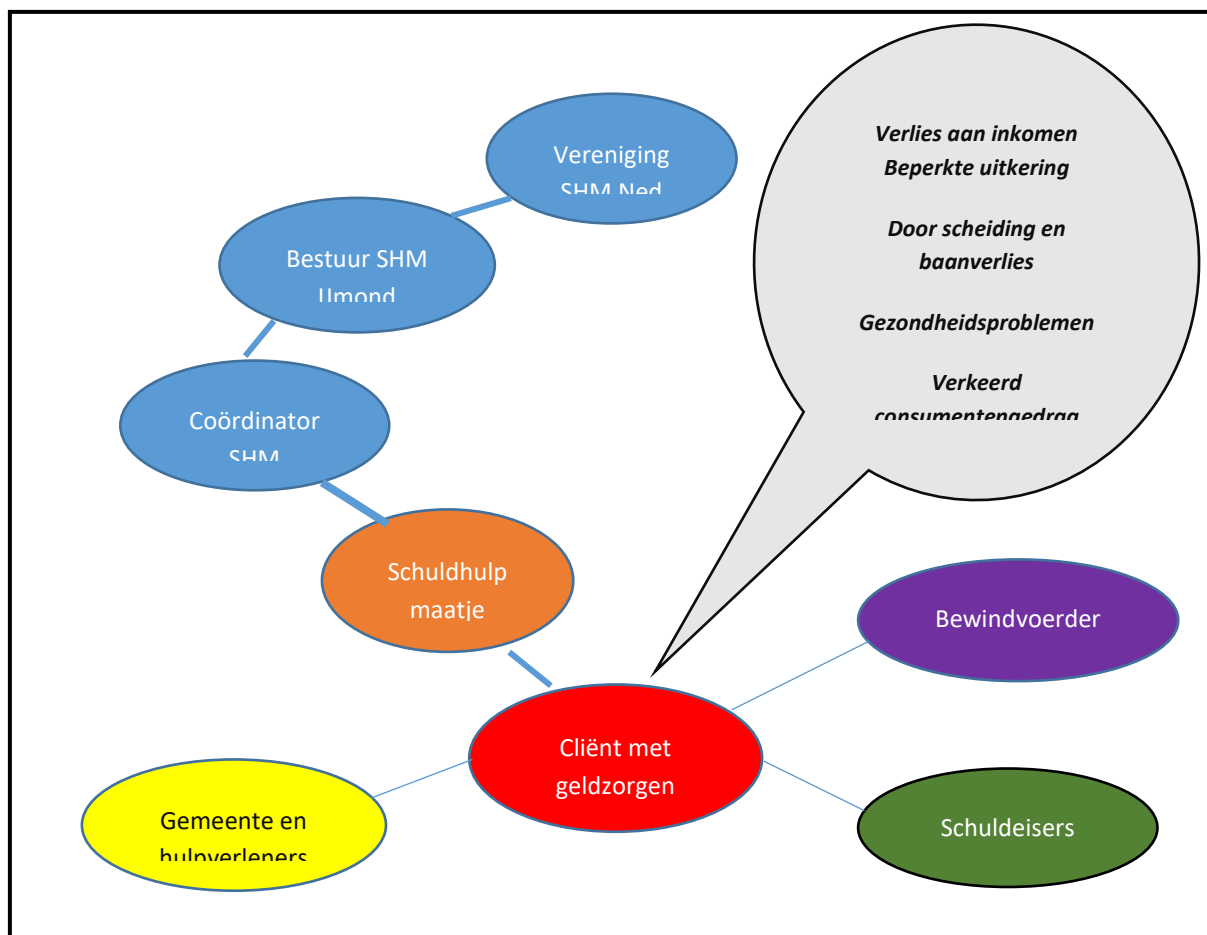 Vereniging
SHM Ned
Bestuur SHM
IJmond
Coördinator
SHM
Schuldhulp
maatje
Cliënt met
geldzorgen
Gemeente en
hulpverleners
Bewindvoerder
Schuldeisers
Verlies aan inkomen
Beperkte uitkering
Door scheiding en
baanverlies
Gezondheidsproblemen
Verkeerd
consumentengedrag